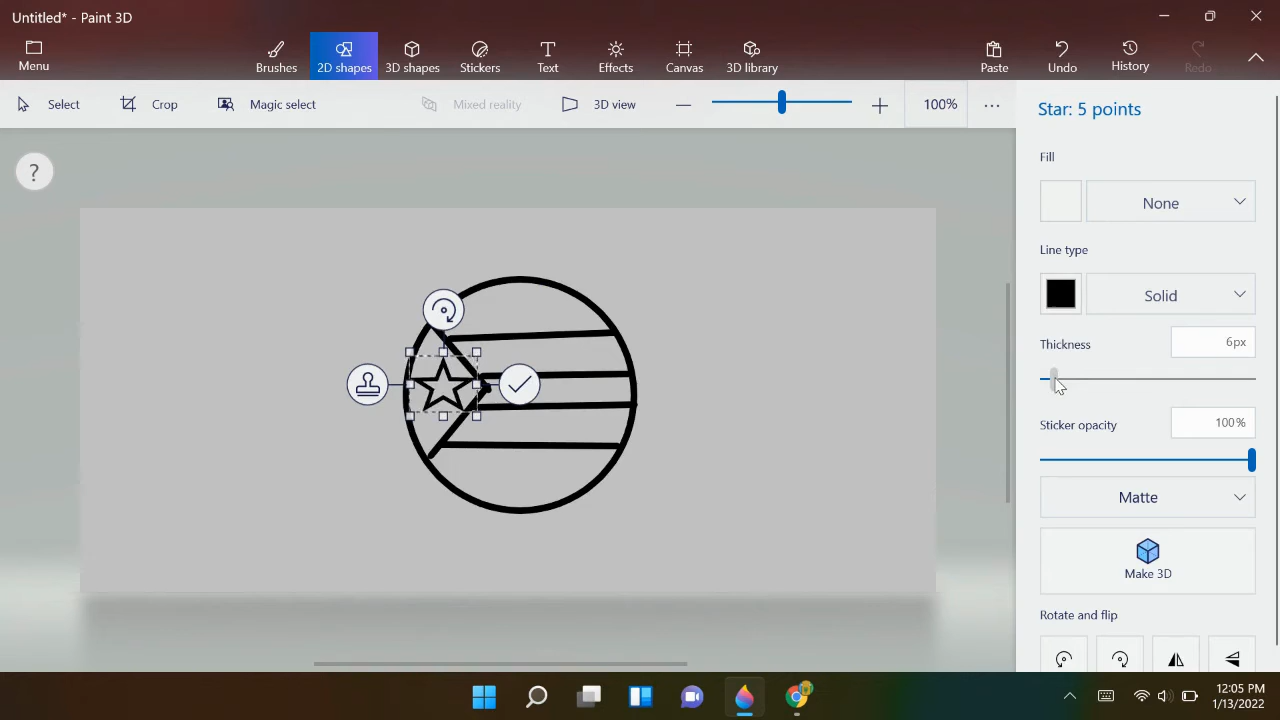 Untitled* - Paint 3D
Menu
Brushes
2D shapes
3D shapes
Stickers
Text
Effects
Canvas
3D library
Paste
Undo
History
Redo
Select
Crop
Magic select
Mixed reality
3D view
100%
?
Star: 5 points
Fill
None
Line type
Solid
Thickness
6px
Sticker opacity
100%
Matte
Make 3D
Rotate and flip
12:05 PM
1/13/2022